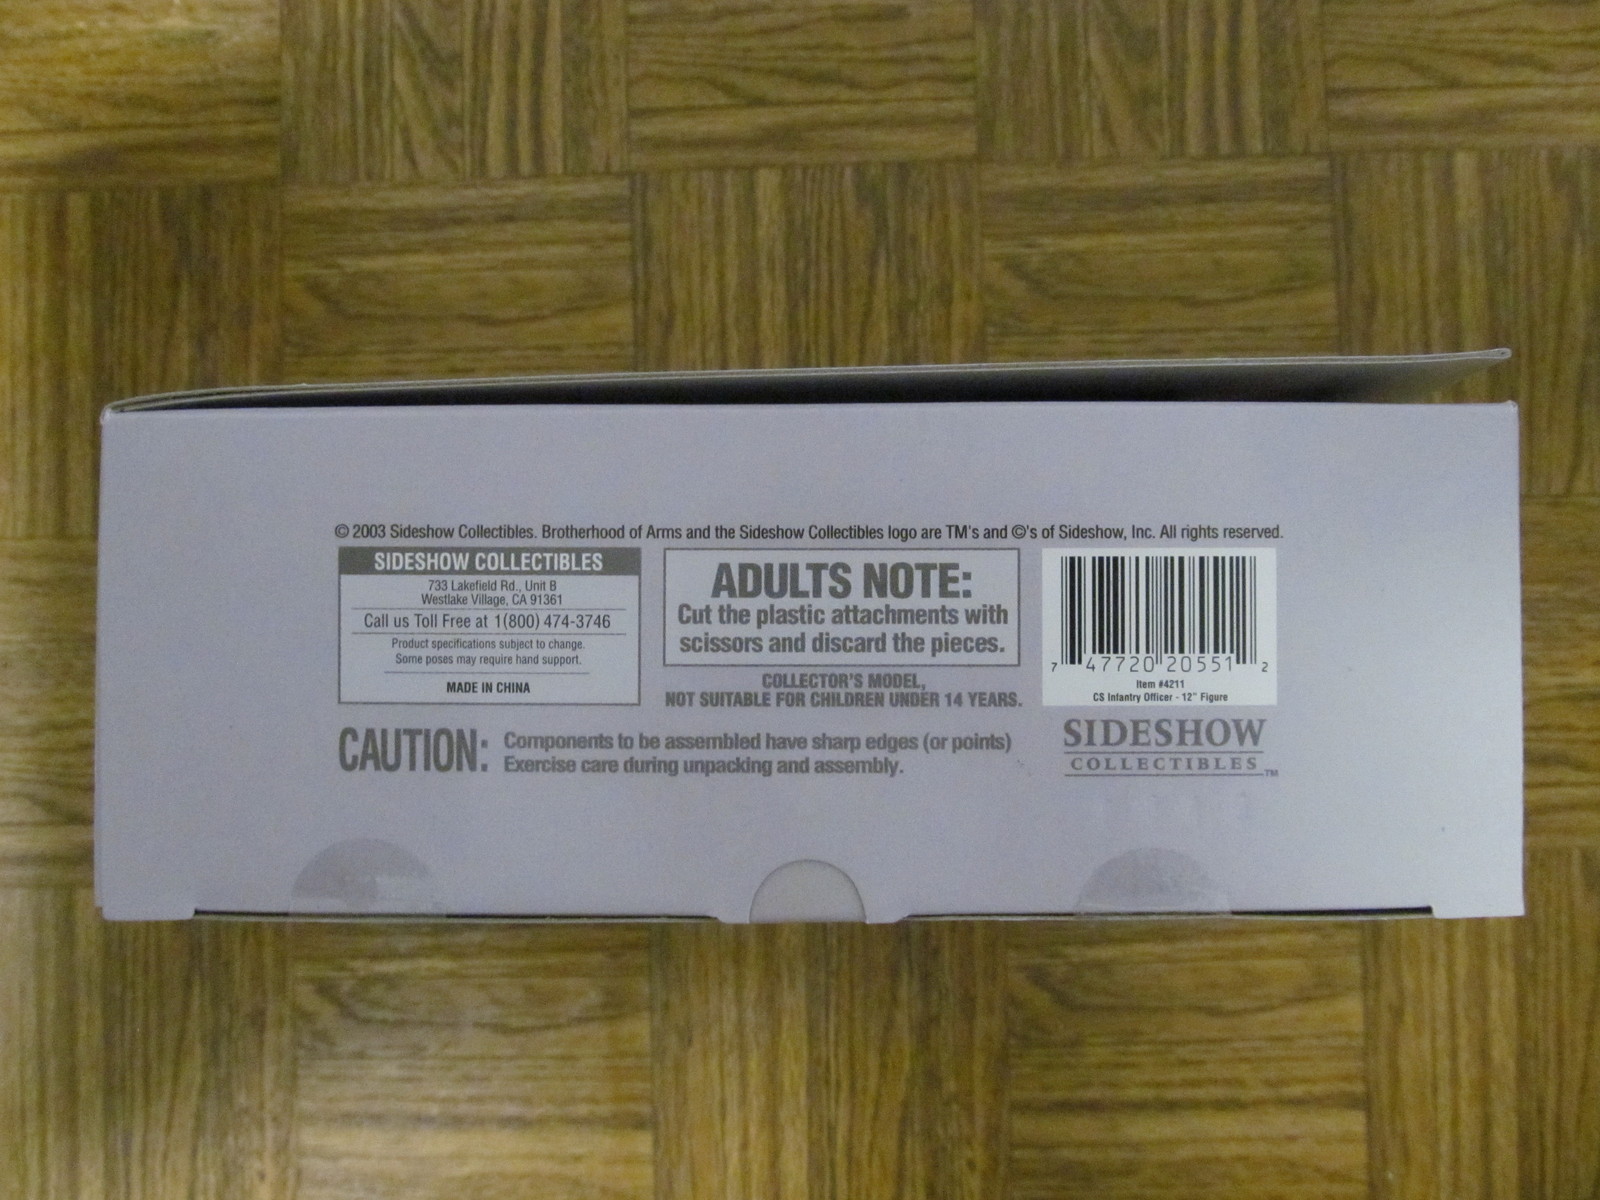 © 2003 Sideshow Collectibles. Brotherhood of Arms and the Sideshow Collectibles logo are TM's and ©'s of Sideshow, Inc. All rights reserved.
SIDESHOW COLLECTIBLES
733 Lakefield Rd., Unit B
Westlake Village, CA 91361
Call us Toll Free at 1(800) 474-3746
Product specifications subject to change.
Some poses may require hand support.
MADE IN CHINA
ADULTS NOTE:
Cut the plastic attachments with
scissors and discard the pieces.
COLLECTOR'S MODEL,
NOT SUITABLE FOR CHILDREN UNDER 14 YEARS.
7 47720 20551 2
Item #4211
CS Infantry Officer - 12" Figure
CAUTION:
Components to be assembled have sharp edges (or points)
Exercise care during unpacking and assembly.
SIDESHOW
COLLECTIBLES TM